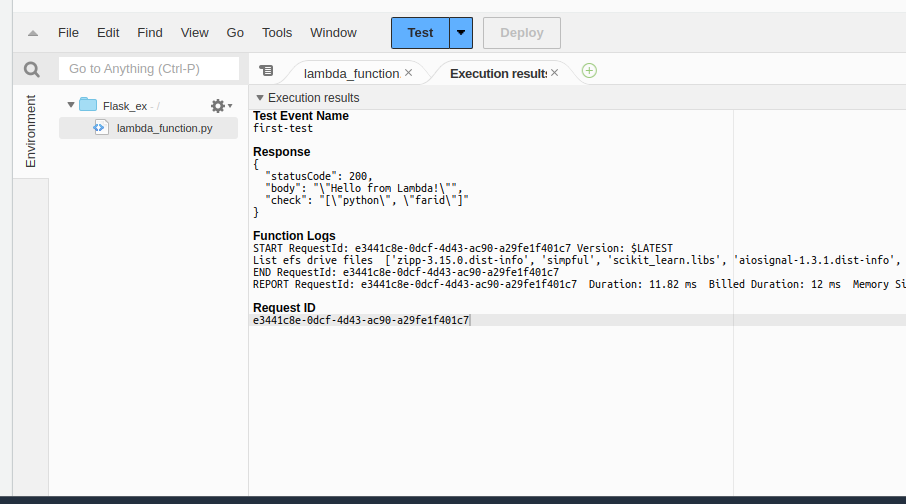 File Edit Find View Go Tools Window Test Deploy
Go to Anything (Ctrl-P)
lambda_function
Execution results
Environment
Flask_ex - /
lambda_function.py
Execution results
Test Event Name
first-test
Response
{
"statusCode": 200,
"body": "\"Hello from Lambda!\"",
"check": "[\"python\", \"farid\"]"
}
Function Logs
START RequestId: e3441c8e-0dcf-4d43-ac90-a29fe1f401c7 Version: $LATEST
List efs drive files ['zipp-3.15.0.dist-info', 'simpful', 'scikit_learn.libs', 'aiosignal-1.3.1.dist-info',
END RequestId: e3441c8e-0dcf-4d43-ac90-a29fe1f401c7
REPORT RequestId: e3441c8e-0dcf-4d43-ac90-a29fe1f401c7 Duration: 11.82 ms Billed Duration: 12 ms Memory Si
Request ID
e3441c8e-0dcf-4d43-ac90-a29fe1f401c7